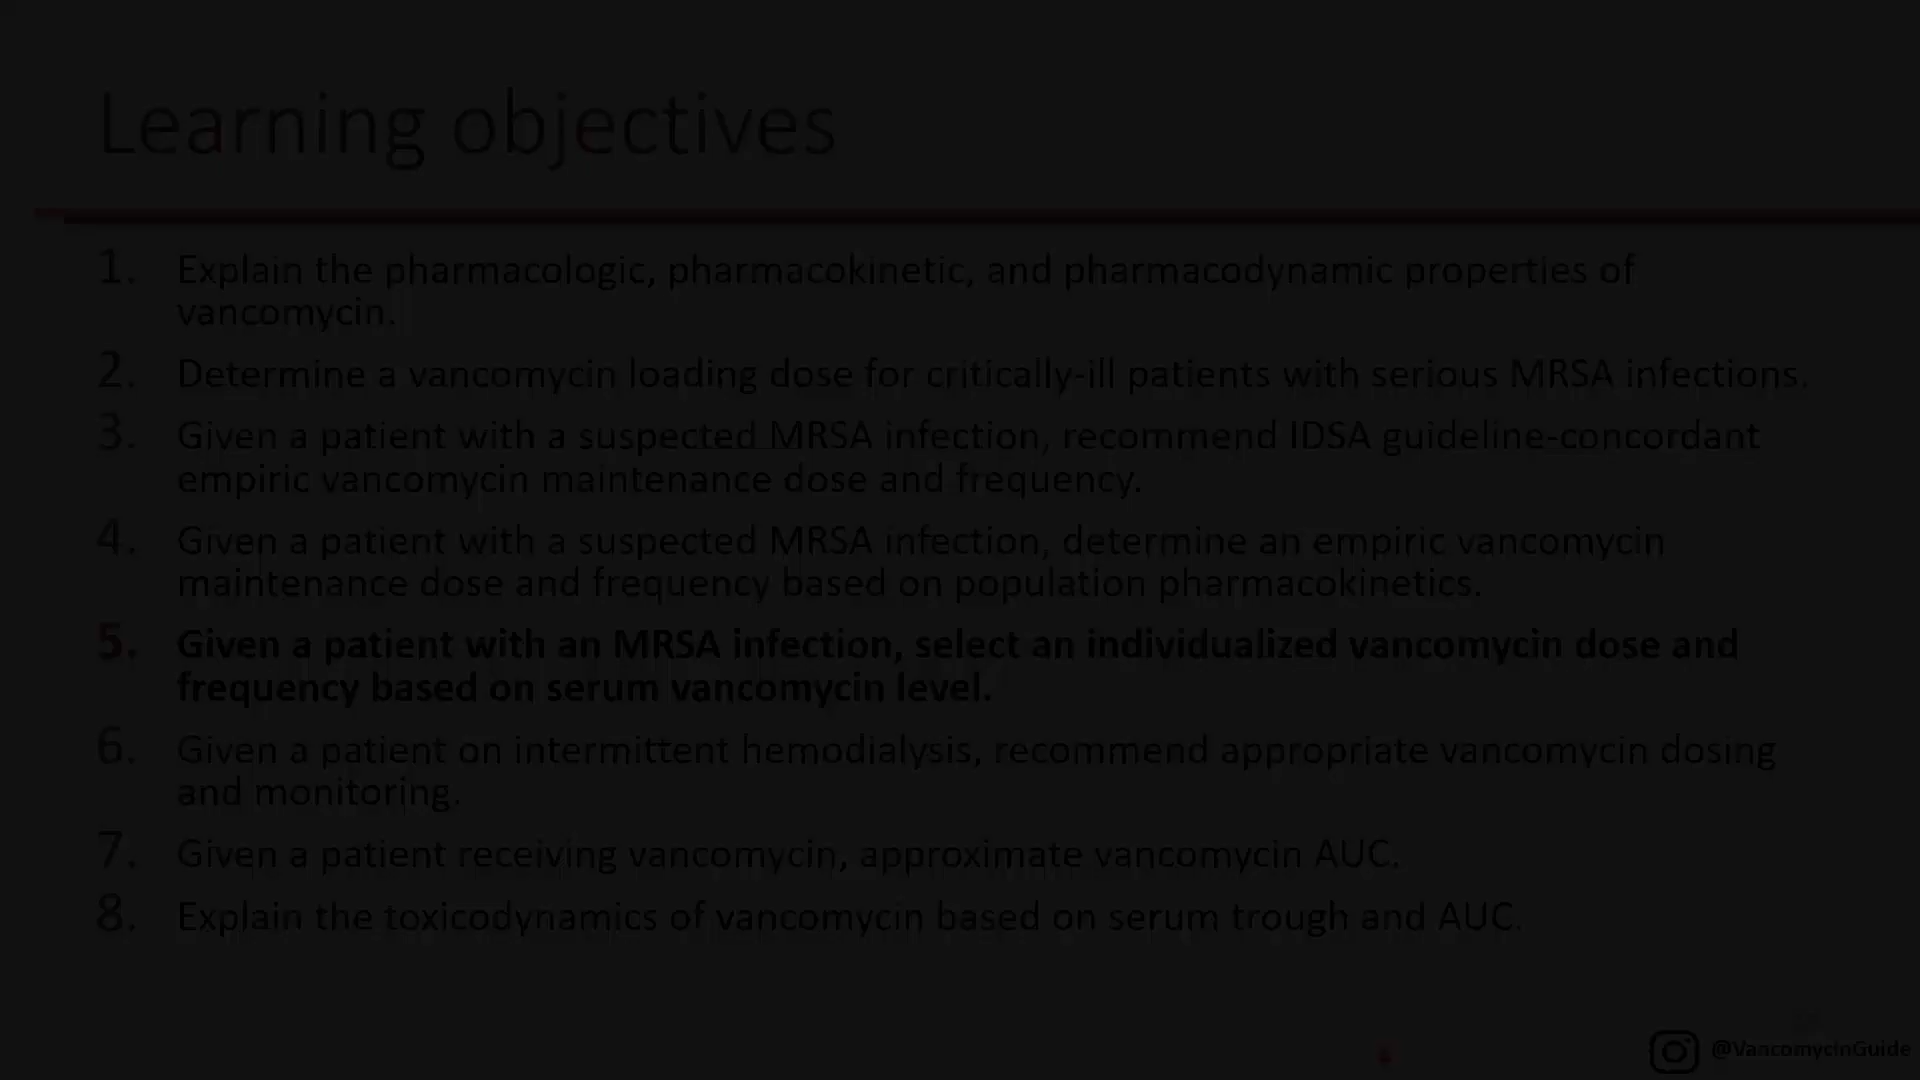 Learning objectives
1. Explain the pharmacologic, pharmacokinetic, and pharmacodynamic properties of
vancomycin.
2. Determine a vancomycin loading dose for critically-ill patients with serious MRSA infections.
3. Given a patient with a suspected MRSA infection, recommend IDSA guideline-concordant
empiric vancomycin maintenance dose and frequency.
4. Given a patient with a suspected MRSA infection, determine an empiric vancomycin
maintenance dose and frequency based on population pharmacokinetics.
5. Given a patient with an MRSA infection, select an individualized vancomycin dose and
frequency based on serum vancomycin level.
6. Given a patient on intermittent hemodialysis, recommend appropriate vancomycin dosing
and monitoring.
7. Given a patient receiving vancomycin, approximate vancomycin AUC.
8. Explain the toxicodynamics of vancomycin based on serum trough and AUC.
@VancomycinGuide